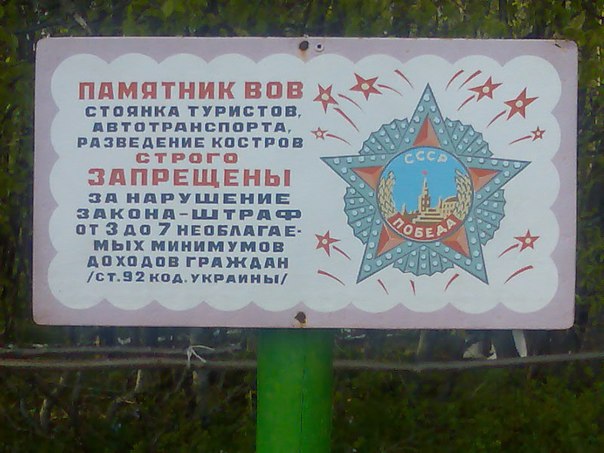 ПАМЯТНИК ВОВ
СТОЯНКА ТУРИСТОВ,
АВТОТРАНСПОРТА,
РАЗВЕДЕНИЕ КОСТРОВ
СТРОГО
ЗАПРЕЩЕНЫ
ЗА НАРУШЕНИЕ
ЗАКОНА-ШТРАФ
ОТ 3 ДО 7 НЕОБЛАГАЕ-
МЫХ МИНИМУМОВ
ДОХОДОВ ГРАЖДАН
/СТ.92 КОД. УКРАИНЫ/
СССР
ПОБЕДА